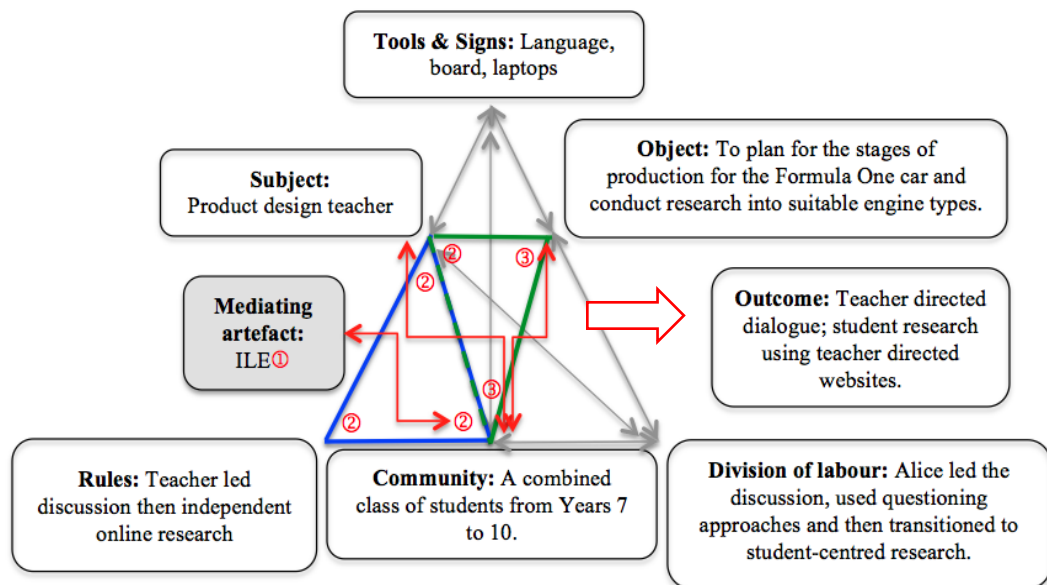 Tools & Signs: Language,
board, laptops
Object: To plan for the stages of
production for the Formula One car and
conduct research into suitable engine types.
Subject:
Product design teacher
②
③
②
Mediating
artefact:
ILE①
Outcome: Teacher directed
dialogue; student research
using teacher directed
websites.
③
②
②
Rules: Teacher led
discussion then independent
online research
Community: A combined
class of students from Years 7
to 10.
Division of labour: Alice led the
discussion, used questioning
approaches and then transitioned to
student-centred research.